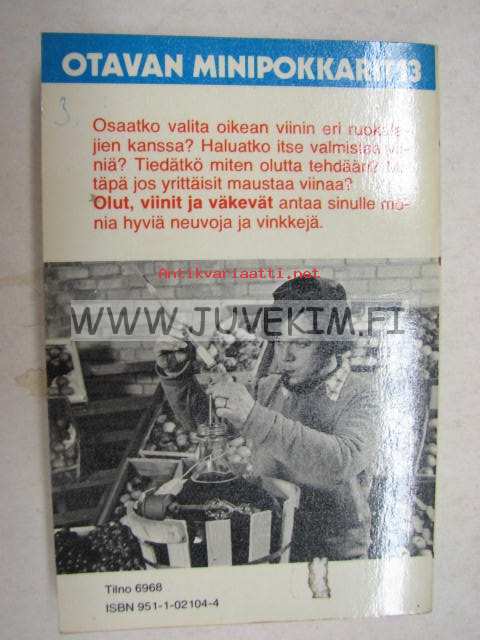 OTAVAN MINIPOKKARIT 13
3.
Osaatko valita oikean viinin eri
jien kanssa? Haluatko itse valmistaa
niä? Tiedätkö miten olutta tehdään?
täpä jos yrittäisit maustaa viinaa?
Olut, viinit ja väkevät antaa sinulle
nia hyviä neuvoja ja vinkkejä.
Antikvariaatti.net
WWW.JUVEKIM.FI
Tilno 6968
ISBN 951-1-02104-4